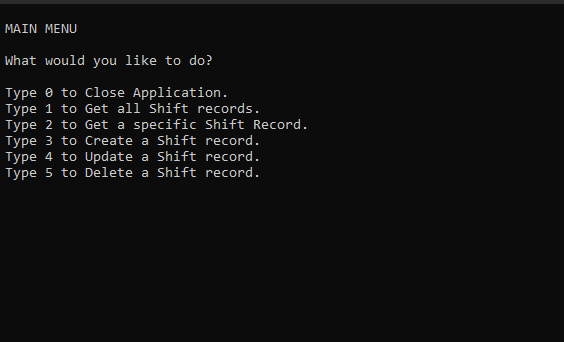 MAIN MENU
What would you like to do?
Type 0 to Close Application.
Type 1 to Get all Shift records.
Type 2 to Get a specific Shift Record.
Type 3 to Create a Shift record.
Type 4 to Update a Shift record.
Type 5 to Delete a Shift record.